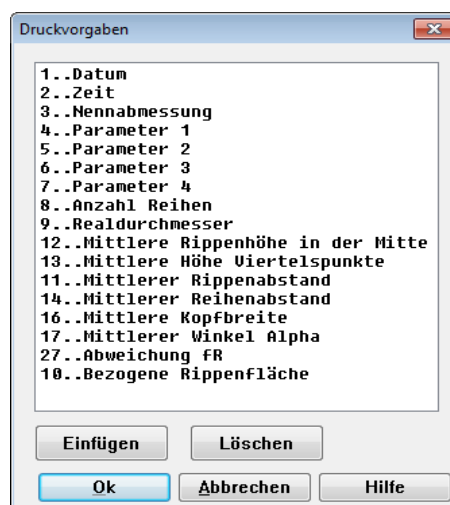 Druckvorgaben
1..Datum
2..Zeit
3..Nennabmessung
4..Parameter 1
5..Parameter 2
6..Parameter 3
7..Parameter 4
8..Anzahl Reihen
9..Realdurchmesser
12..Mittlere Rippenhöhe in der Mitte
13..Mittlere Höhe Viertelspunkte
11..Mittlerer Rippenabstand
14..Mittlerer Reihenabstand
16..Mittlere Kopfbreite
17..Mittlerer Winkel Alpha
27..Abweichung fR
10..Bezogene Rippenfläche
Einfügen Löschen
Ok Abbrechen Hilfe